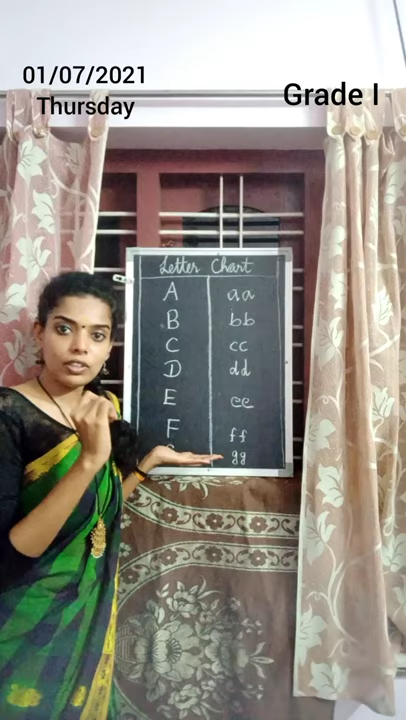 01/07/2021
Thursday
Grade I
Letter Chart
A aa
B bb
C cc
D dd
E ee
F ff
gg